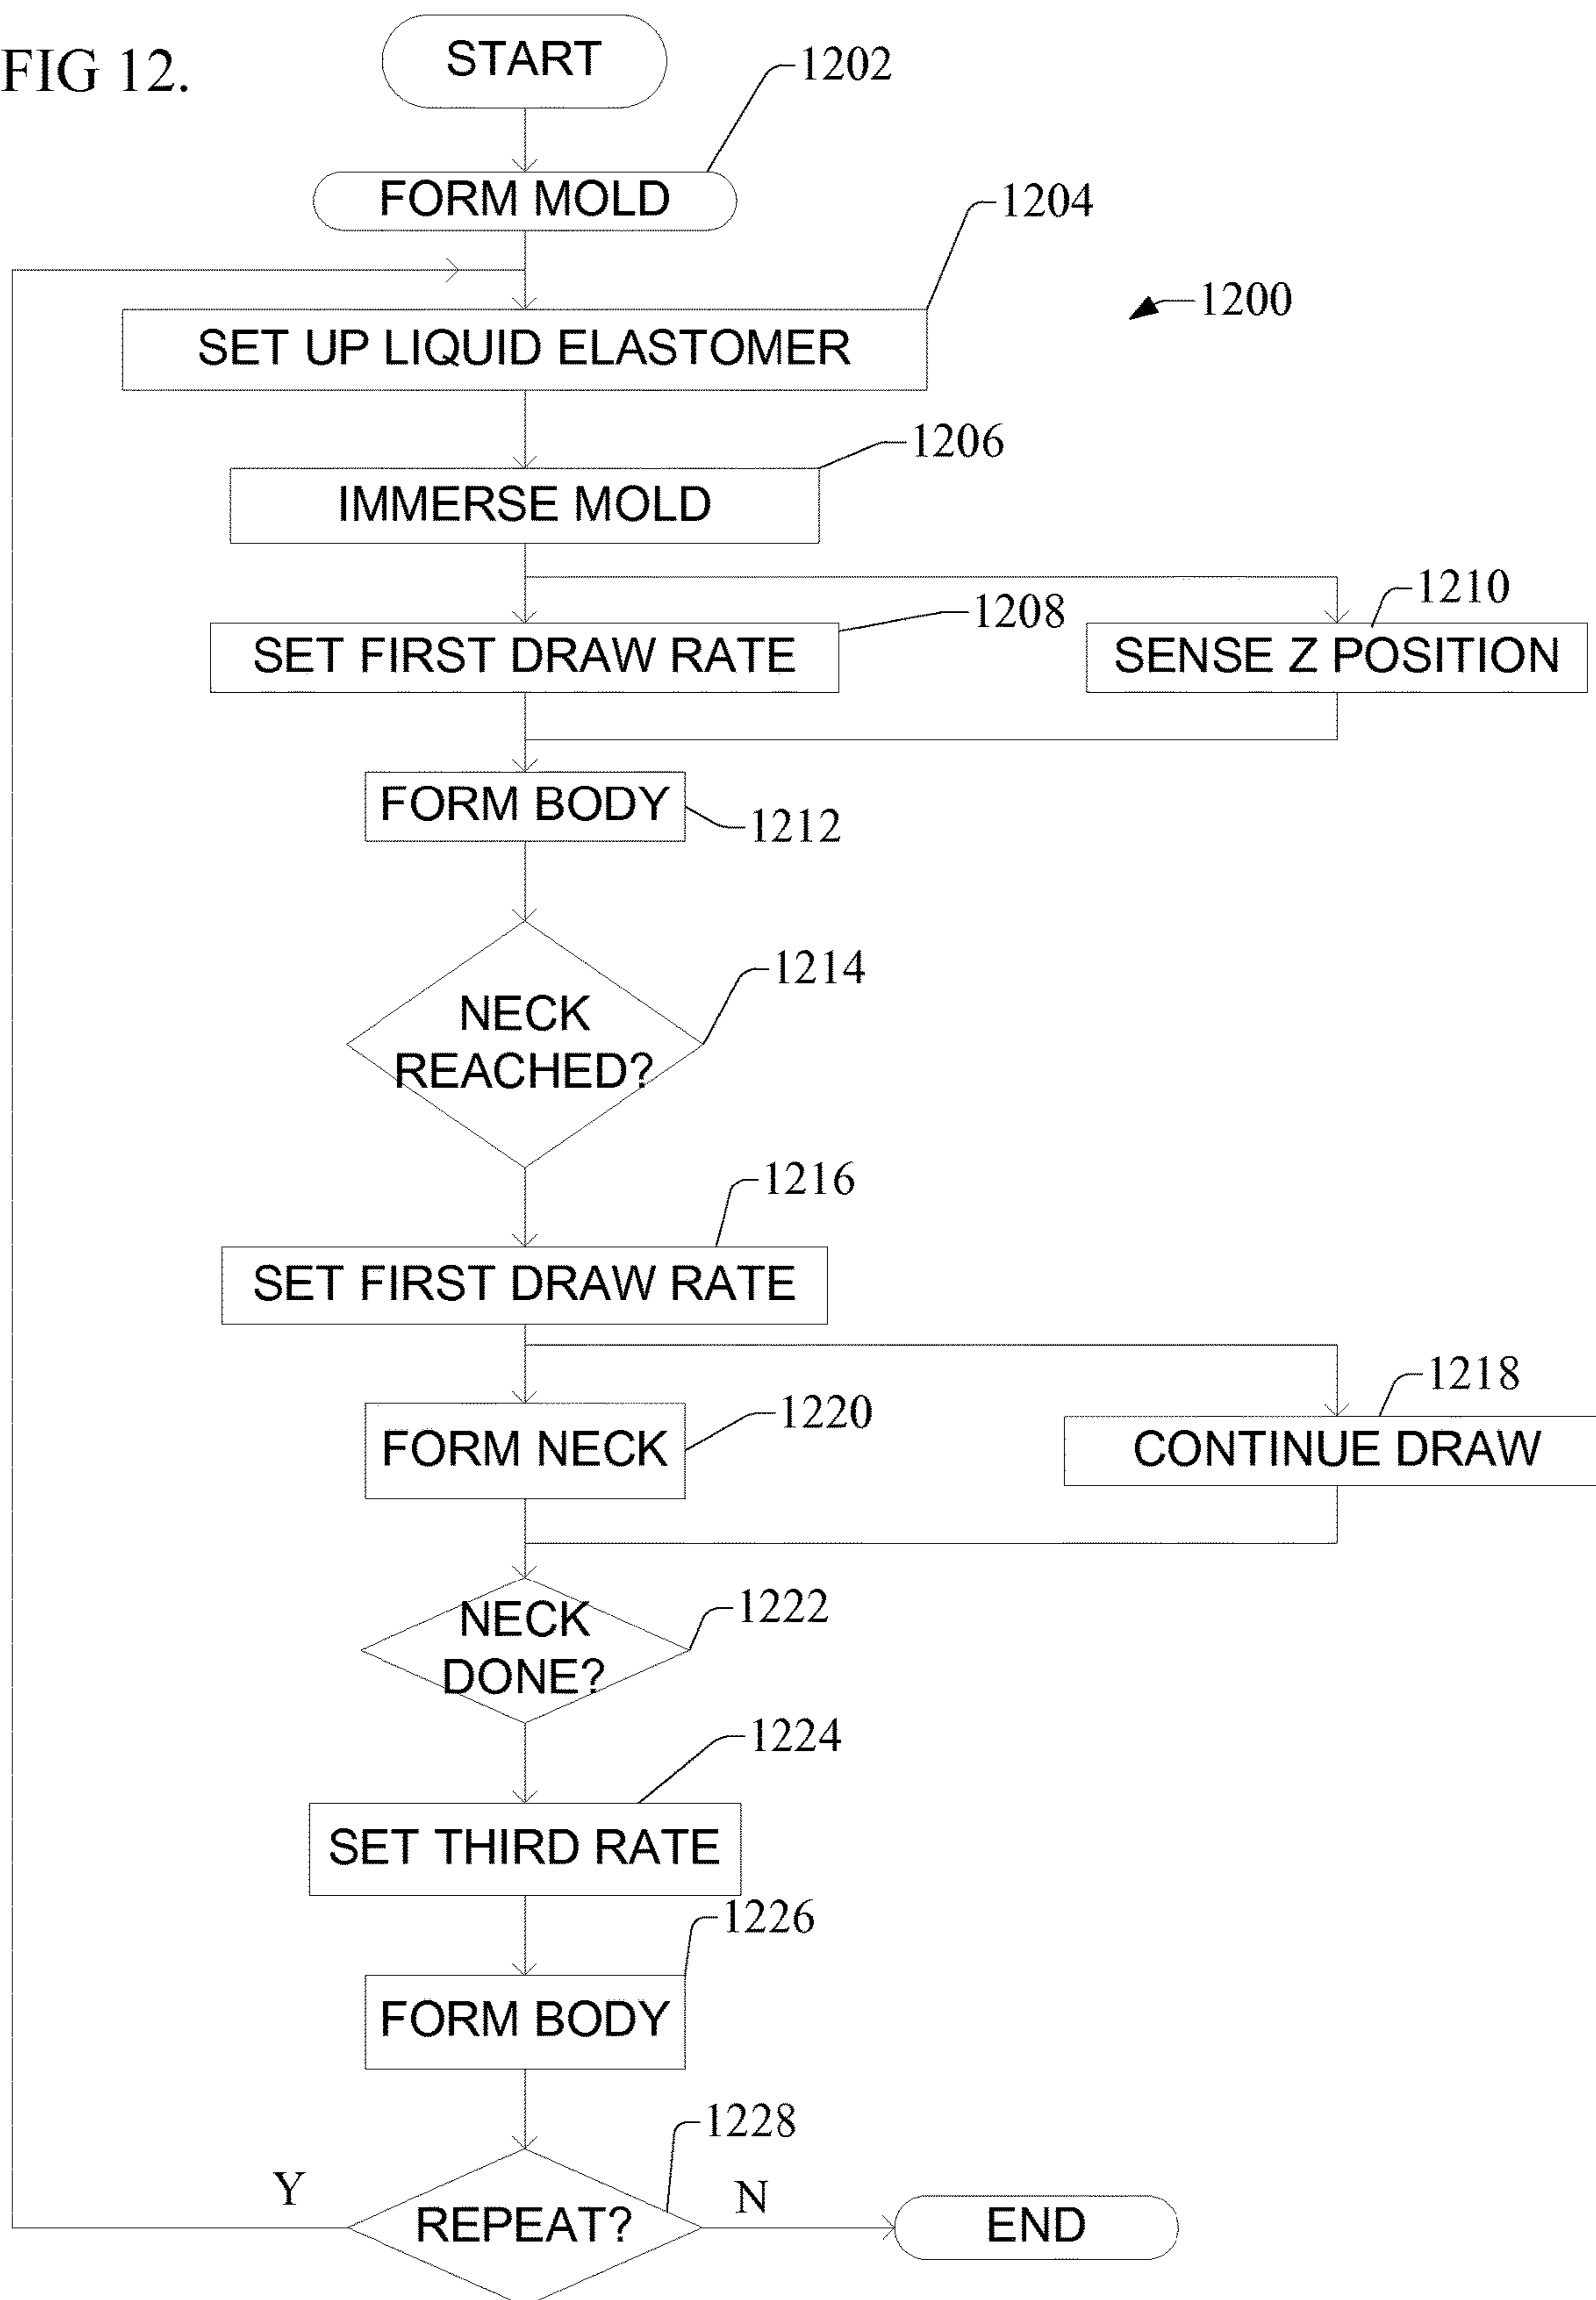 FIG 12.
START
1202
FORM MOLD
1204
1200
SET UP LIQUID ELASTOMER
1206
IMMERSE MOLD
1208
1210
SET FIRST DRAW RATE
SENSE Z POSITION
FORM BODY
1212
1214
NECK
REACHED?
1216
SET FIRST DRAW RATE
1218
1220
FORM NECK
CONTINUE DRAW
1222
NECK
DONE?
1224
SET THIRD RATE
1226
FORM BODY
1228
Y
N
REPEAT?
END